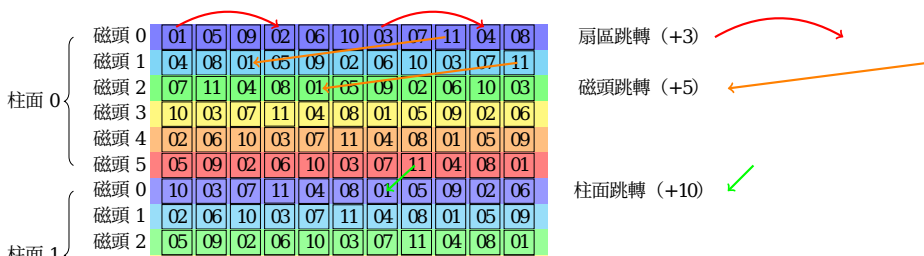 磁頭 0 01 05 09 02 06 10 03 07 11 04 08 扇區跳轉（+3）
磁頭 1 04 08 01 05 09 02 06 10 03 07 11
磁頭 2 07 11 04 08 01 05 09 02 06 10 03 磁頭跳轉（+5）
柱面 0
磁頭 3 10 03 07 11 04 08 01 05 09 02 06
磁頭 4 02 06 10 03 07 11 04 08 01 05 09
磁頭 5 05 09 02 06 10 03 07 11 04 08 01
磁頭 0 10 03 07 11 04 08 01 05 09 02 06 柱面跳轉（+10）
磁頭 1 02 06 10 03 07 11 04 08 01 05 09
磁頭 2 05 09 02 06 10 03 07 11 04 08 01
柱面 1